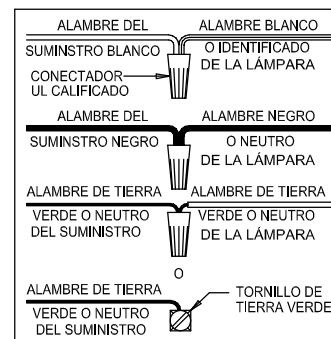 ALAMBRE DEL
ALAMBRE BLANCO
SUMINSTRO BLANCO
O IDENTIFICADO
DE LA LÁMPARA
CONECTADOR
UL CALIFICADO
ALAMBRE DEL
ALAMBRE NEGRO
SUMINSTRO NEGRO
O NEUTRO
DE LA LÁMPARA
ALAMBRE DE TIERRA
ALAMBRE DE TIERRA
VERDE O NEUTRO
VERDE O NEUTRO
DEL SUMINISTRO
DE LA LÁMPARA
O
ALAMBRE DE TIERRA
TORNILLO DE
TIERRA VERDE
VERDE O NEUTRO
DEL SUMINISTRO